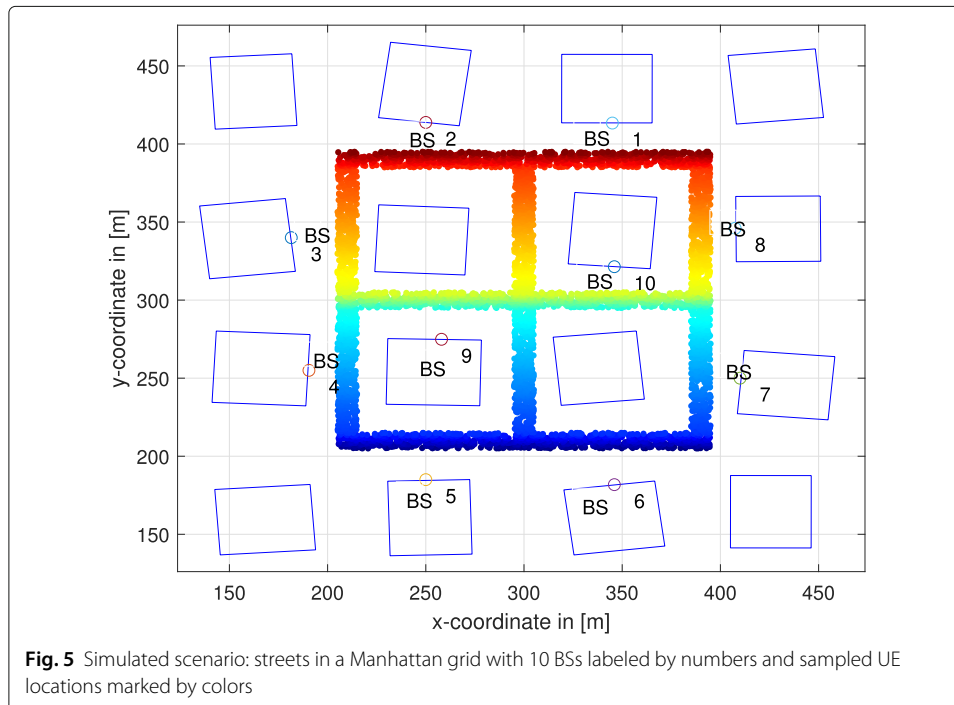 450
400
350
300
250
200
150
y-coordinate in [m]
BS 2
BS 1
BS
3
BS
8
BS 10
BS
4
BS 9
BS
7
BS 5
BS 6
150 200 250 300 350 400 450
x-coordinate in [m]
Fig. 5 Simulated scenario: streets in a Manhattan grid with 10 BSs labeled by numbers and sampled UE
locations marked by colors